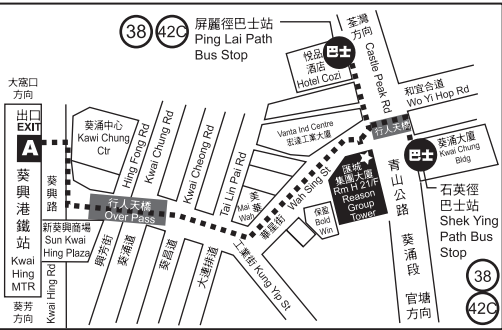 38
42C
屏麗徑巴士站
Ping Lai Path
Bus Stop
荃灣
方向
Castle Peak Rd
悅品
酒店
Hotel Cozi
巴士
和宜合道
Wo Yi Hop Rd
大窩口
方向
出口
EXIT
A
葵興港鐵站
Kwai
Hing
MTR
葵芳
方向
葵興路
Kwai Hing Rd
葵涌中心
Kawi Chung
Ctr
新葵興商場
Sun Kwai
Hing Plaza
行人天橋
Over Pass
Hing Fong Rd
興芳街
Kwai Chung Rd
葵涌道
Kwai Cheong Rd
葵昌道
Tai Lin Pai Rd
大連排道
美華
Mai
Wah
工業街 Kung Yip St
華星街
Wah Sing St
Vanta Ind Centre
宏達工業大廈
保盈
Bold
Win
行人天橋
匯城
集團大廈
Rm H 21/F
Reason
Group
Tower
青山公路
葵涌段
官塘
方向
巴士
葵涌大廈
Kwai Chung
Bldg
石英徑
巴士站
Shek Ying
Path Bus
Stop
38
42C